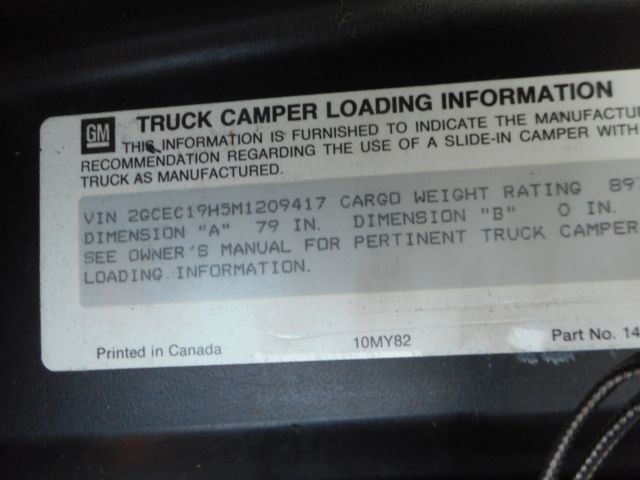 GM
TRUCK CAMPER LOADING INFORMATION
THIS INFORMATION IS FURNISHED TO INDICATE THE MANUFACTUR
RECOMMENDATION REGARDING THE USE OF A SLIDE-IN CAMPER WITH
TRUCK AS MANUFACTURED.
VIN 2GCEC19H5M1209417 CARGO WEIGHT RATING 897
DIMENSION "A" 79 IN. DIMENSION "B" 0 IN.
SEE OWNER'S MANUAL FOR PERTINENT TRUCK CAMPER
LOADING INFORMATION.
Printed in Canada 10MY82 Part No. 14